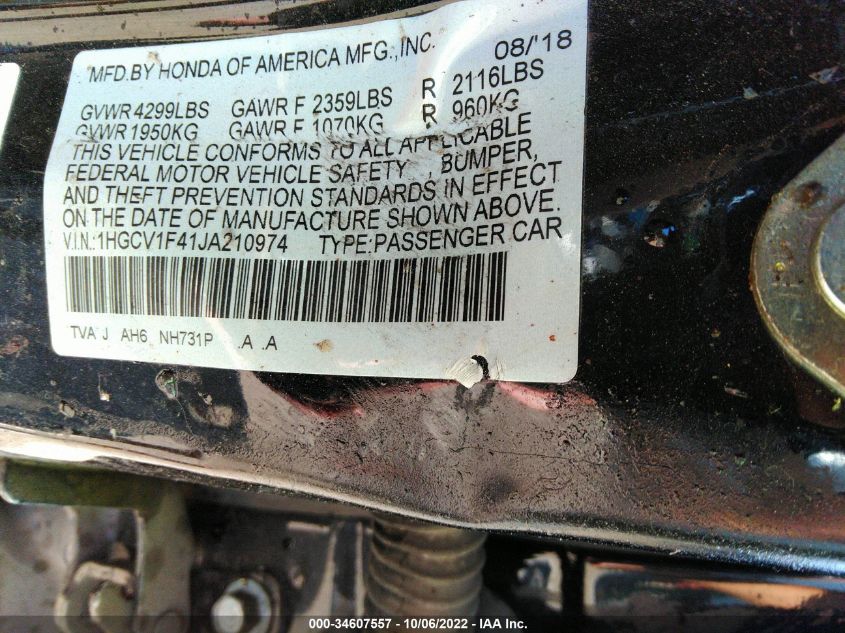 MFD.BY HONDA OF AMERICA MFG.,INC. 08/'18
GVWR 4299LBS GAWR F 2359LBS R 2116LBS
GVWR 1950KG GAWR F 1070KG R 960KG
THIS VEHICLE CONFORMS TO ALL APPLICABLE
FEDERAL MOTOR VEHICLE SAFETY , BUMPER,
AND THEFT PREVENTION STANDARDS IN EFFECT
ON THE DATE OF MANUFACTURE SHOWN ABOVE.
V.I.N.:1HGCV1F41JA210974 TYPE:PASSENGER CAR
TVA J AH6 NH731P .A .A
000-34607557 - 10/06/2022 - IAA Inc.